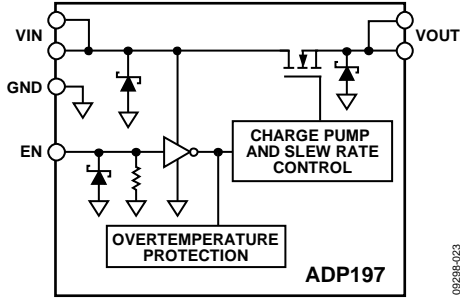 VIN
VOUT
GND
EN
CHARGE PUMP
AND SLEW RATE
CONTROL
OVERTEMPERATURE
PROTECTION
ADP197
09298-023